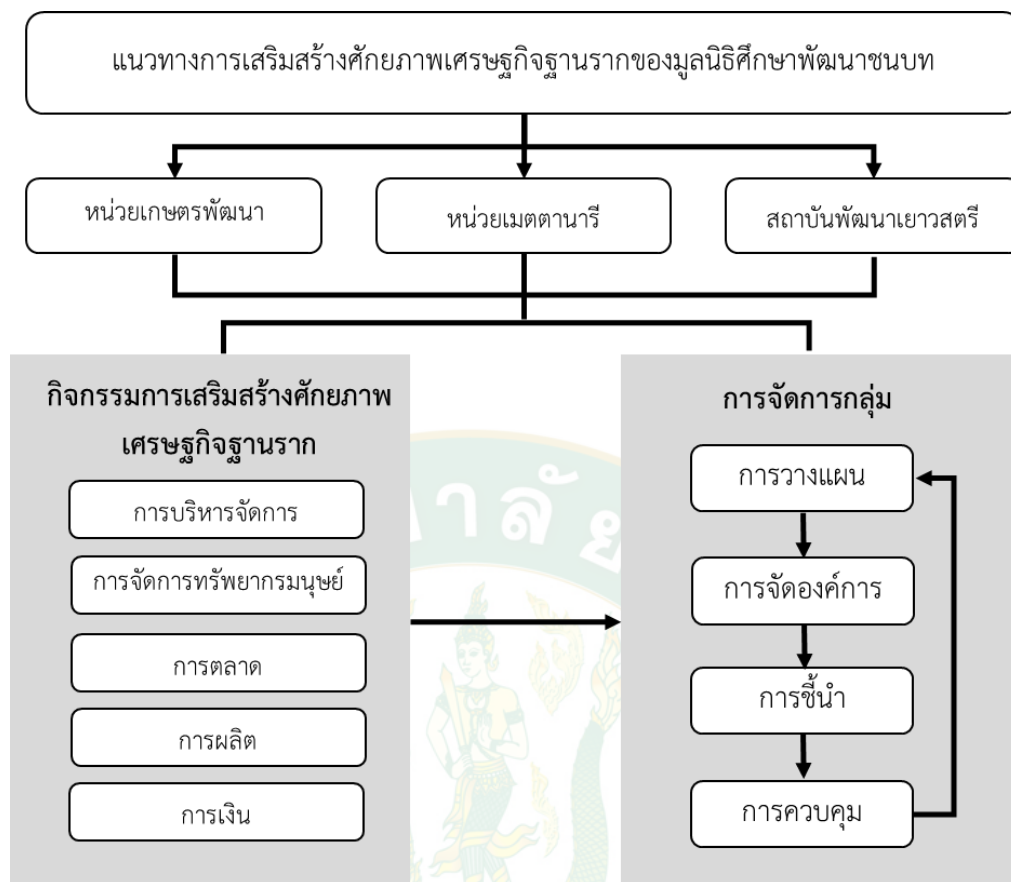 แนวทางการเสริมสร้างศักยภาพเศรษฐกิจฐานรากของมูลนิธิศึกษาพัฒนาชนบท
หน่วยเกษตรพัฒนา
หน่วยเมตตานารี
สถาบันพัฒนาเยาวสตรี
กิจกรรมการเสริมสร้างศักยภาพ
เศรษฐกิจฐานราก
การบริหารจัดการ
การจัดการทรัพยากรมนุษย์
การตลาด
การผลิต
การเงิน
การจัดการกลุ่ม
การวางแผน
การจัดองค์การ
การชี้นำ
การควบคุม